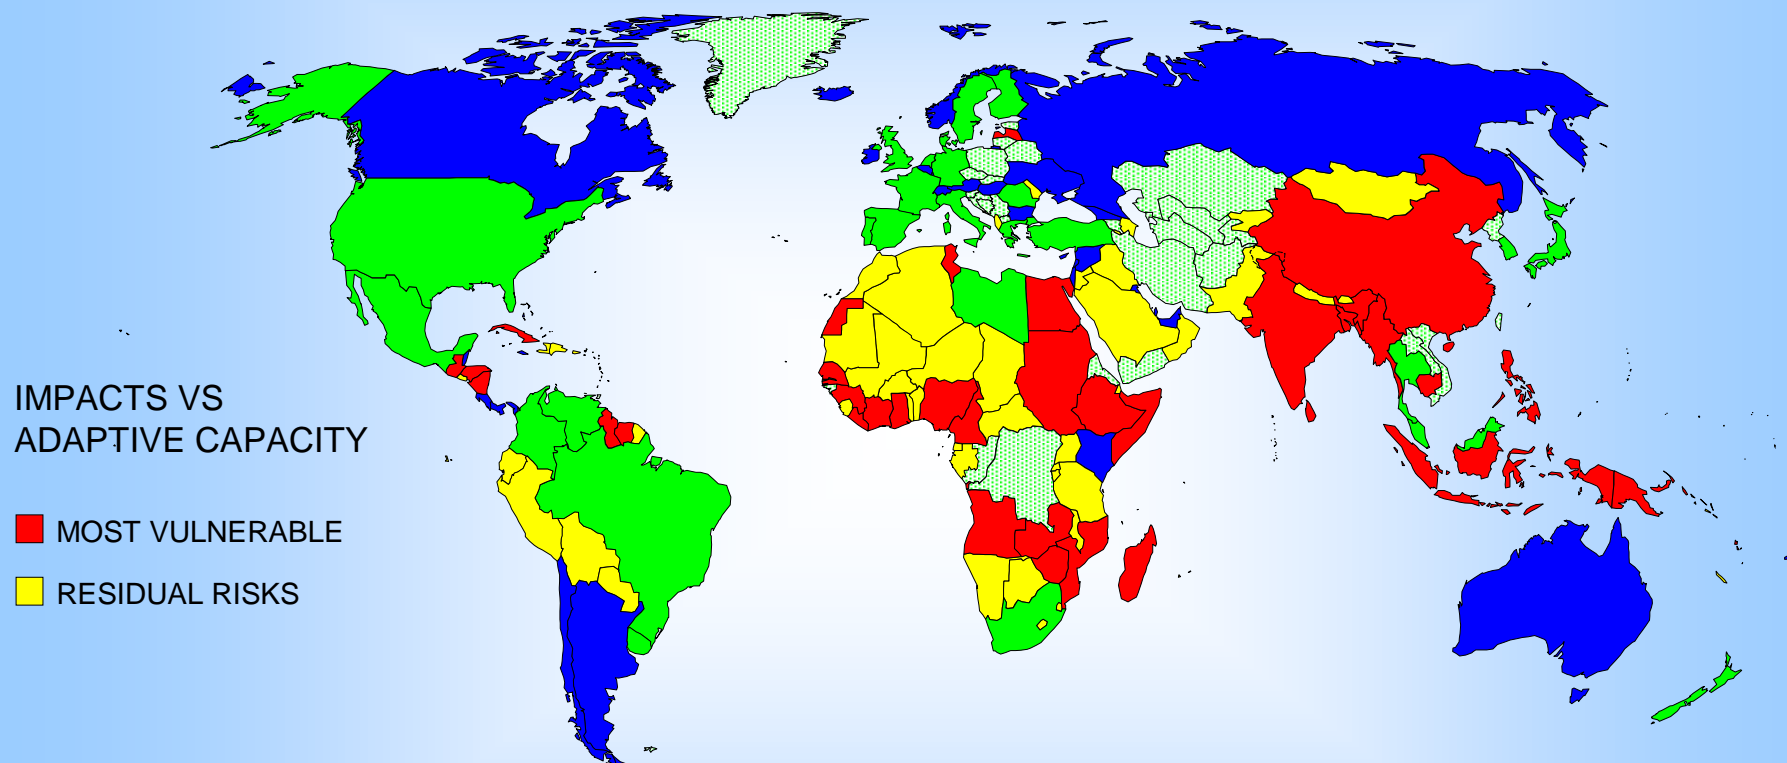 IMPACTS VS
ADAPTIVE CAPACITY
MOST VULNERABLE
RESIDUAL RISKS